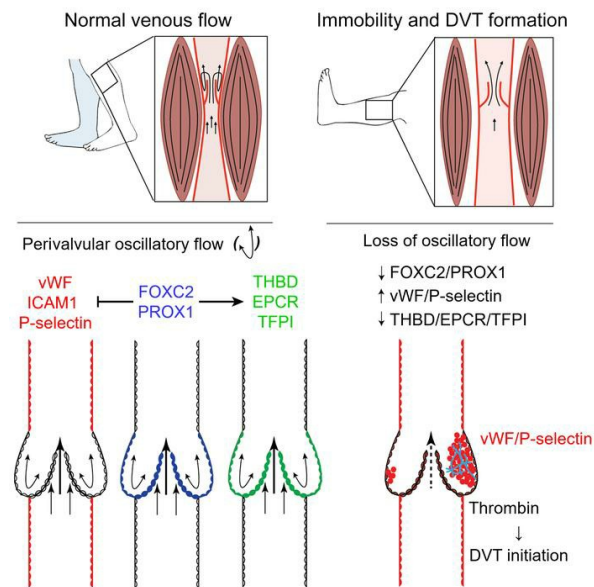 Normal venous flow
Immobility and DVT formation
Perivalvular oscillatory flow
Loss of oscillatory flow
vWF
ICAM1
P-selectin
FOXC2
PROX1
THBD
EPCR
TFPI
↓ FOXC2/PROX1
↑ vWF/P-selectin
↓ THBD/EPCR/TFPI
vWF/P-selectin
Thrombin
↓
DVT initiation